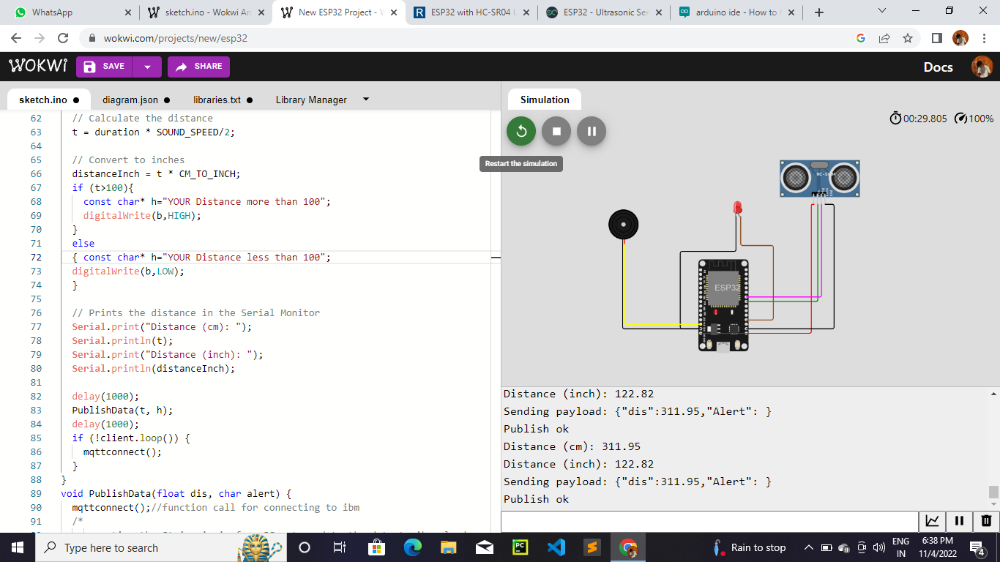 WhatsApp
sketch.ino - Wokwi Ar
New ESP32 Project - W
ESP32 with HC-SR04 U
ESP32 - Ultrasonic Ser
arduino ide - How to f
wokwi.com/projects/new/esp32
WOKWi
SAVE
SHARE
Docs
sketch.ino
diagram.json
libraries.txt
Library Manager
Simulation
00:29.805
100%
Restart the simulation
62 // Calculate the distance
63 t = duration * SOUND_SPEED/2;
64
65 // Convert to inches
66 distanceInch = t * CM_TO_INCH;
67 if (t>100){
68 const char* h="YOUR Distance more than 100";
69 digitalWrite(b,HIGH);
70 }
71 else
72 { const char* h="YOUR Distance less than 100";
73 digitalWrite(b,LOW);
74 }
75
76 // Prints the distance in the Serial Monitor
77 Serial.print("Distance (cm): ");
78 Serial.println(t);
79 Serial.print("Distance (inch): ");
80 Serial.println(distanceInch);
81
82 delay(1000);
83 PublishData(t, h);
84 delay(1000);
85 if (!client.loop()) {
86 mqttconnect();
87 }
88 }
89 void PublishData(float dis, char alert) {
90 mqttconnect();//function call for connecting to ibm
91 /*
HC-SR04
ESP32
Distance (inch): 122.82
Sending payload: {"dis":311.95,"Alert": }
Publish ok
Distance (cm): 311.95
Distance (inch): 122.82
Sending payload: {"dis":311.95,"Alert": }
Publish ok
Type here to search
Rain to stop
ENG
IN
6:38 PM
11/4/2022
4